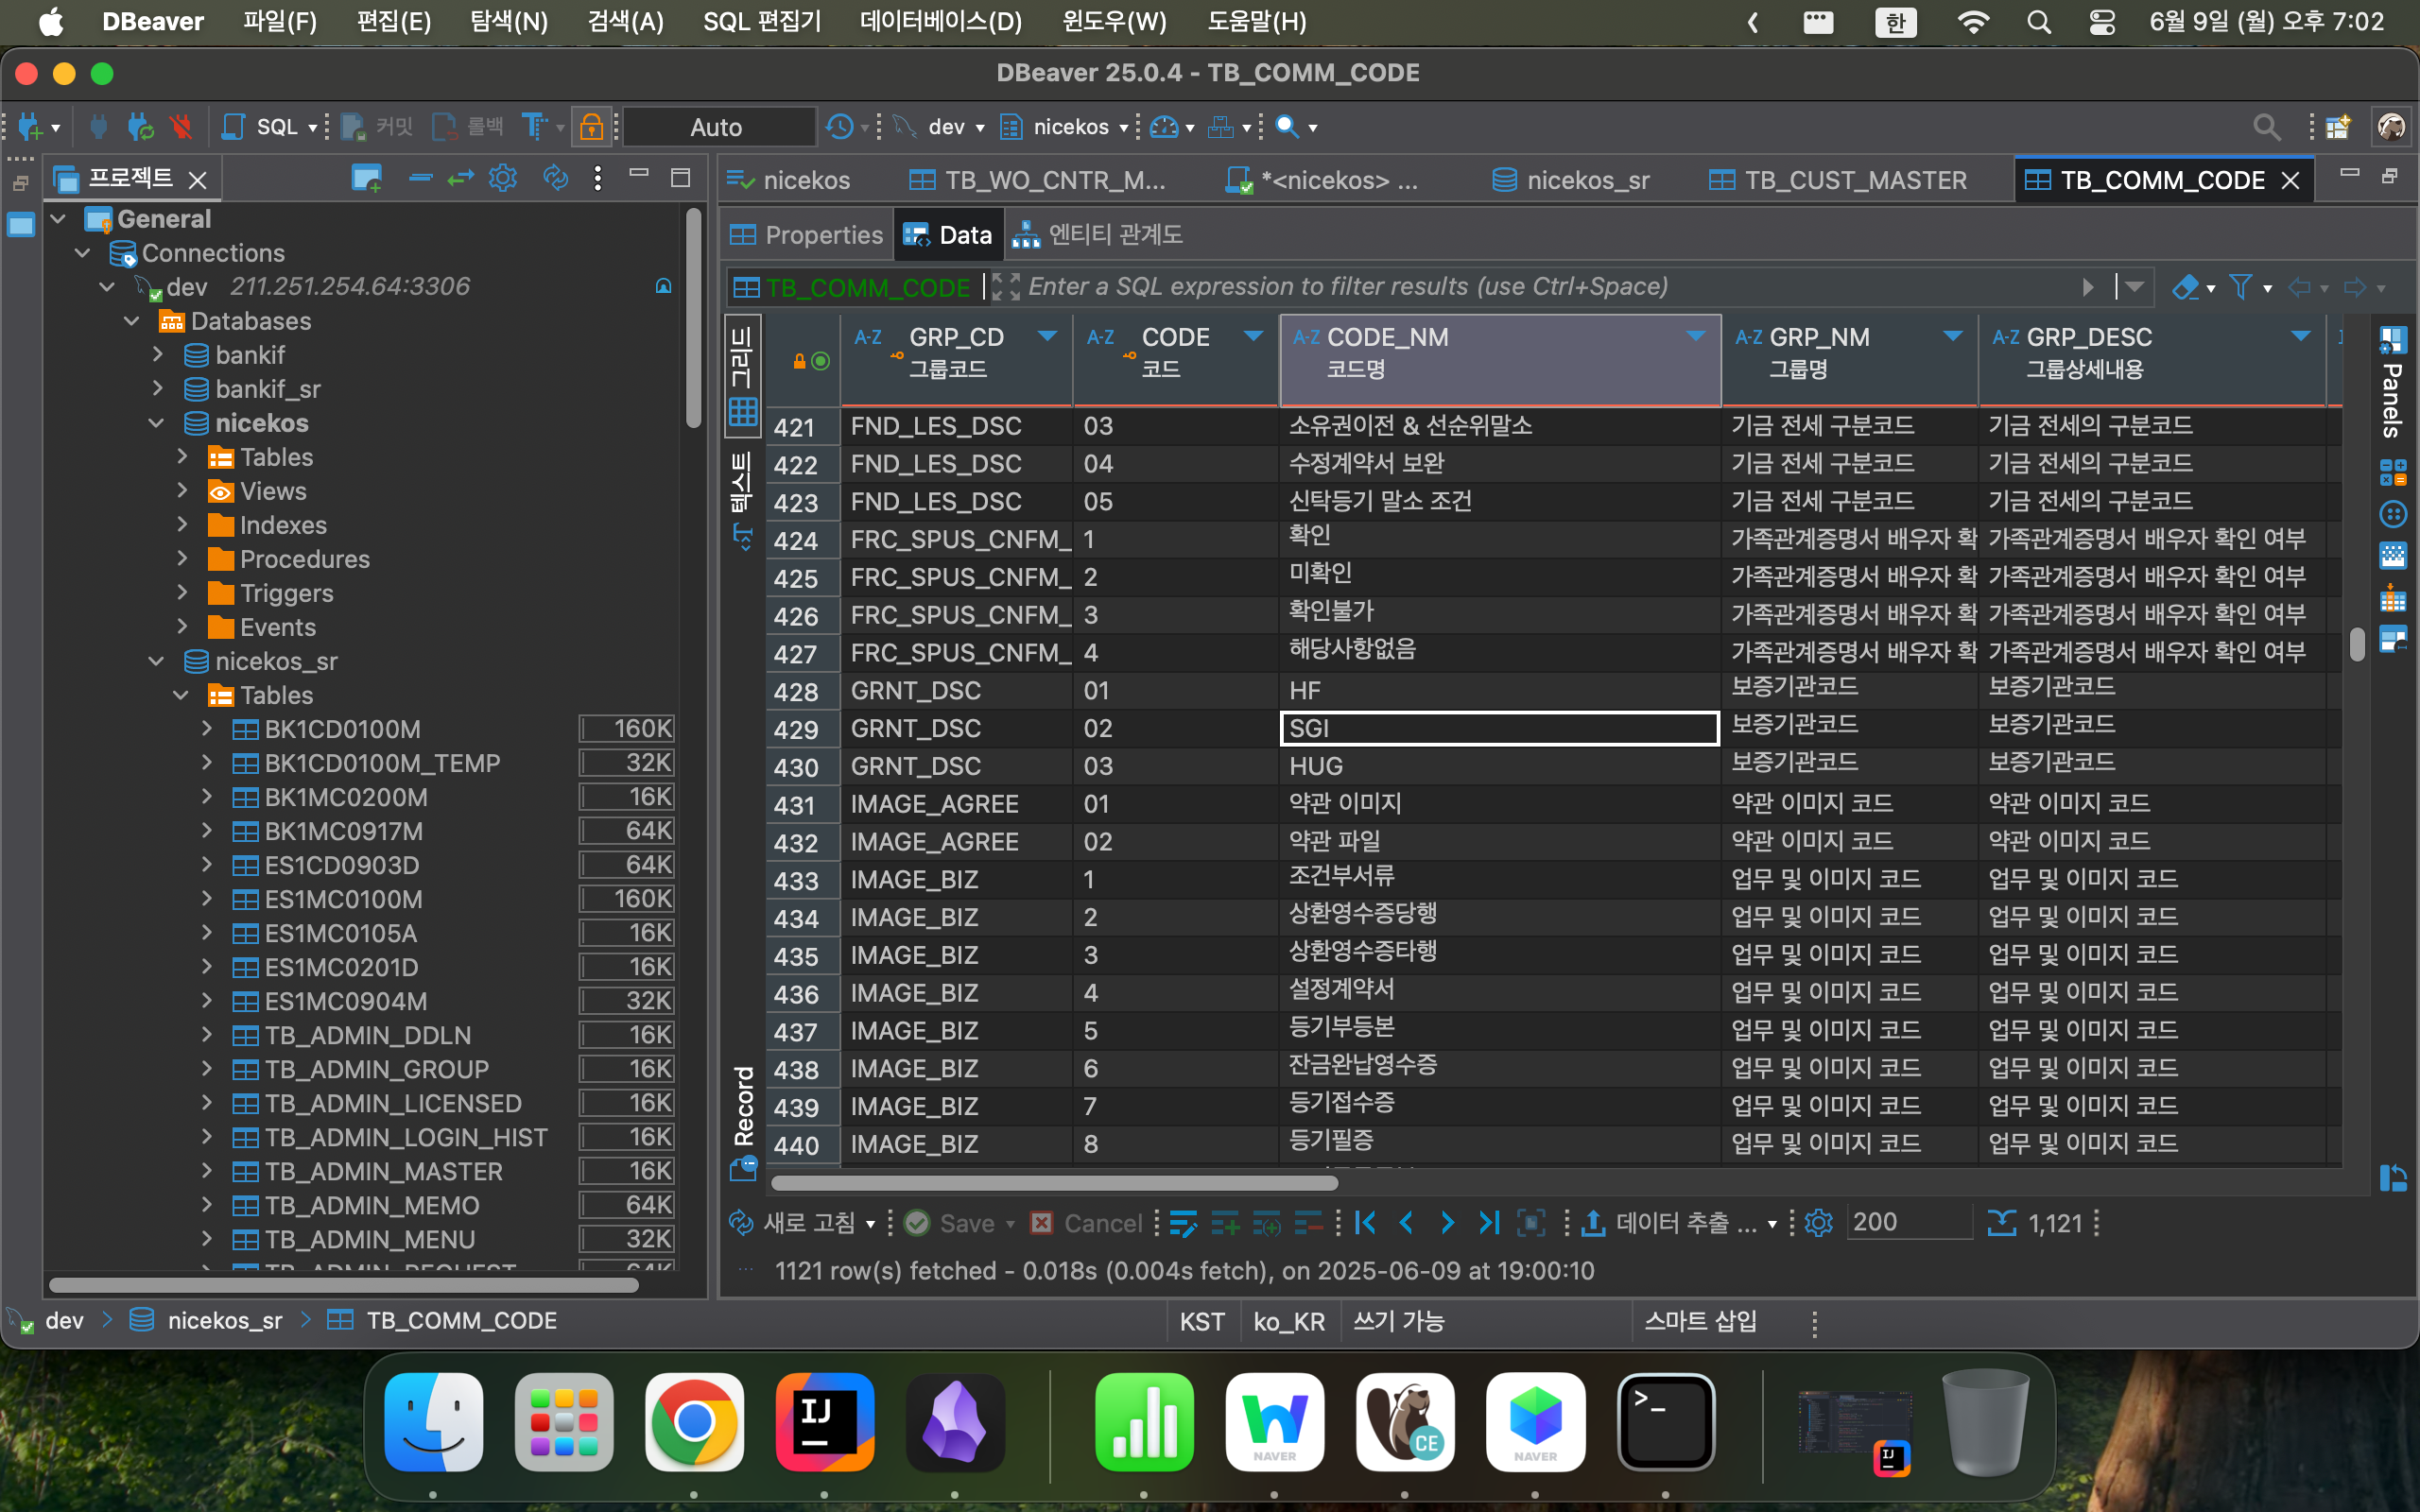 DBeaver 파일(F) 편집(E) 탐색(N) 검색(A) SQL 편집기 데이터베이스(D) 윈도우(W) 도움말(H) 한 6월 9일 (월) 오후 7:02
DBeaver 25.0.4 - TB_COMM_CODE
SQL 커밋 롤백 Auto dev nicekos
프로젝트
nicekos TB_WO_CNTR_M... *<nicekos> ... nicekos_sr TB_CUST_MASTER TB_COMM_CODE
General
Connections
dev 211.251.254.64:3306
Databases
bankif
bankif_sr
nicekos
Tables
Views
Indexes
Procedures
Triggers
Events
nicekos_sr
Tables
BK1CD0100M 160K
BK1CD0100M_TEMP 32K
BK1MC0200M 16K
BK1MC0917M 64K
ES1CD0903D 64K
ES1MC0100M 160K
ES1MC0105A 16K
ES1MC0201D 16K
ES1MC0904M 32K
TB_ADMIN_DDLN 16K
TB_ADMIN_GROUP 16K
TB_ADMIN_LICENSED 16K
TB_ADMIN_LOGIN_HIST 16K
TB_ADMIN_MASTER 16K
TB_ADMIN_MEMO 64K
TB_ADMIN_MENU 32K
Properties Data 엔티티 관계도
TB_COMM_CODE Enter a SQL expression to filter results (use Ctrl+Space)
그리드
텍스트
Record
Panels
A-Z GRP_CD A-Z CODE A-Z CODE_NM A-Z GRP_NM A-Z GRP_DESC
그룹코드 코드 코드명 그룹명 그룹상세내용
421 FND_LES_DSC 03 소유권이전 & 선순위말소 기금 전세 구분코드 기금 전세의 구분코드
422 FND_LES_DSC 04 수정계약서 보완 기금 전세 구분코드 기금 전세의 구분코드
423 FND_LES_DSC 05 신탁등기 말소 조건 기금 전세 구분코드 기금 전세의 구분코드
424 FRC_SPUS_CNFM_ 1 확인 가족관계증명서 배우자 확 가족관계증명서 배우자 확인 여부
425 FRC_SPUS_CNFM_ 2 미확인 가족관계증명서 배우자 확 가족관계증명서 배우자 확인 여부
426 FRC_SPUS_CNFM_ 3 확인불가 가족관계증명서 배우자 확 가족관계증명서 배우자 확인 여부
427 FRC_SPUS_CNFM_ 4 해당사항없음 가족관계증명서 배우자 확 가족관계증명서 배우자 확인 여부
428 GRNT_DSC 01 HF 보증기관코드 보증기관코드
429 GRNT_DSC 02 SGI 보증기관코드 보증기관코드
430 GRNT_DSC 03 HUG 보증기관코드 보증기관코드
431 IMAGE_AGREE 01 약관 이미지 약관 이미지 코드 약관 이미지 코드
432 IMAGE_AGREE 02 약관 파일 약관 이미지 코드 약관 이미지 코드
433 IMAGE_BIZ 1 조건부서류 업무 및 이미지 코드 업무 및 이미지 코드
434 IMAGE_BIZ 2 상환영수증당행 업무 및 이미지 코드 업무 및 이미지 코드
435 IMAGE_BIZ 3 상환영수증타행 업무 및 이미지 코드 업무 및 이미지 코드
436 IMAGE_BIZ 4 설정계약서 업무 및 이미지 코드 업무 및 이미지 코드
437 IMAGE_BIZ 5 등기부등본 업무 및 이미지 코드 업무 및 이미지 코드
438 IMAGE_BIZ 6 잔금완납영수증 업무 및 이미지 코드 업무 및 이미지 코드
439 IMAGE_BIZ 7 등기접수증 업무 및 이미지 코드 업무 및 이미지 코드
440 IMAGE_BIZ 8 등기필증 업무 및 이미지 코드 업무 및 이미지 코드
새로 고침 Save Cancel 데이터 추출 ... 200 1,121
1121 row(s) fetched - 0.018s (0.004s fetch), on 2025-06-09 at 19:00:10
dev nicekos_sr TB_COMM_CODE KST ko_KR 쓰기 가능 스마트 삽입
IJ NAVER CE NAVER >_ IJ